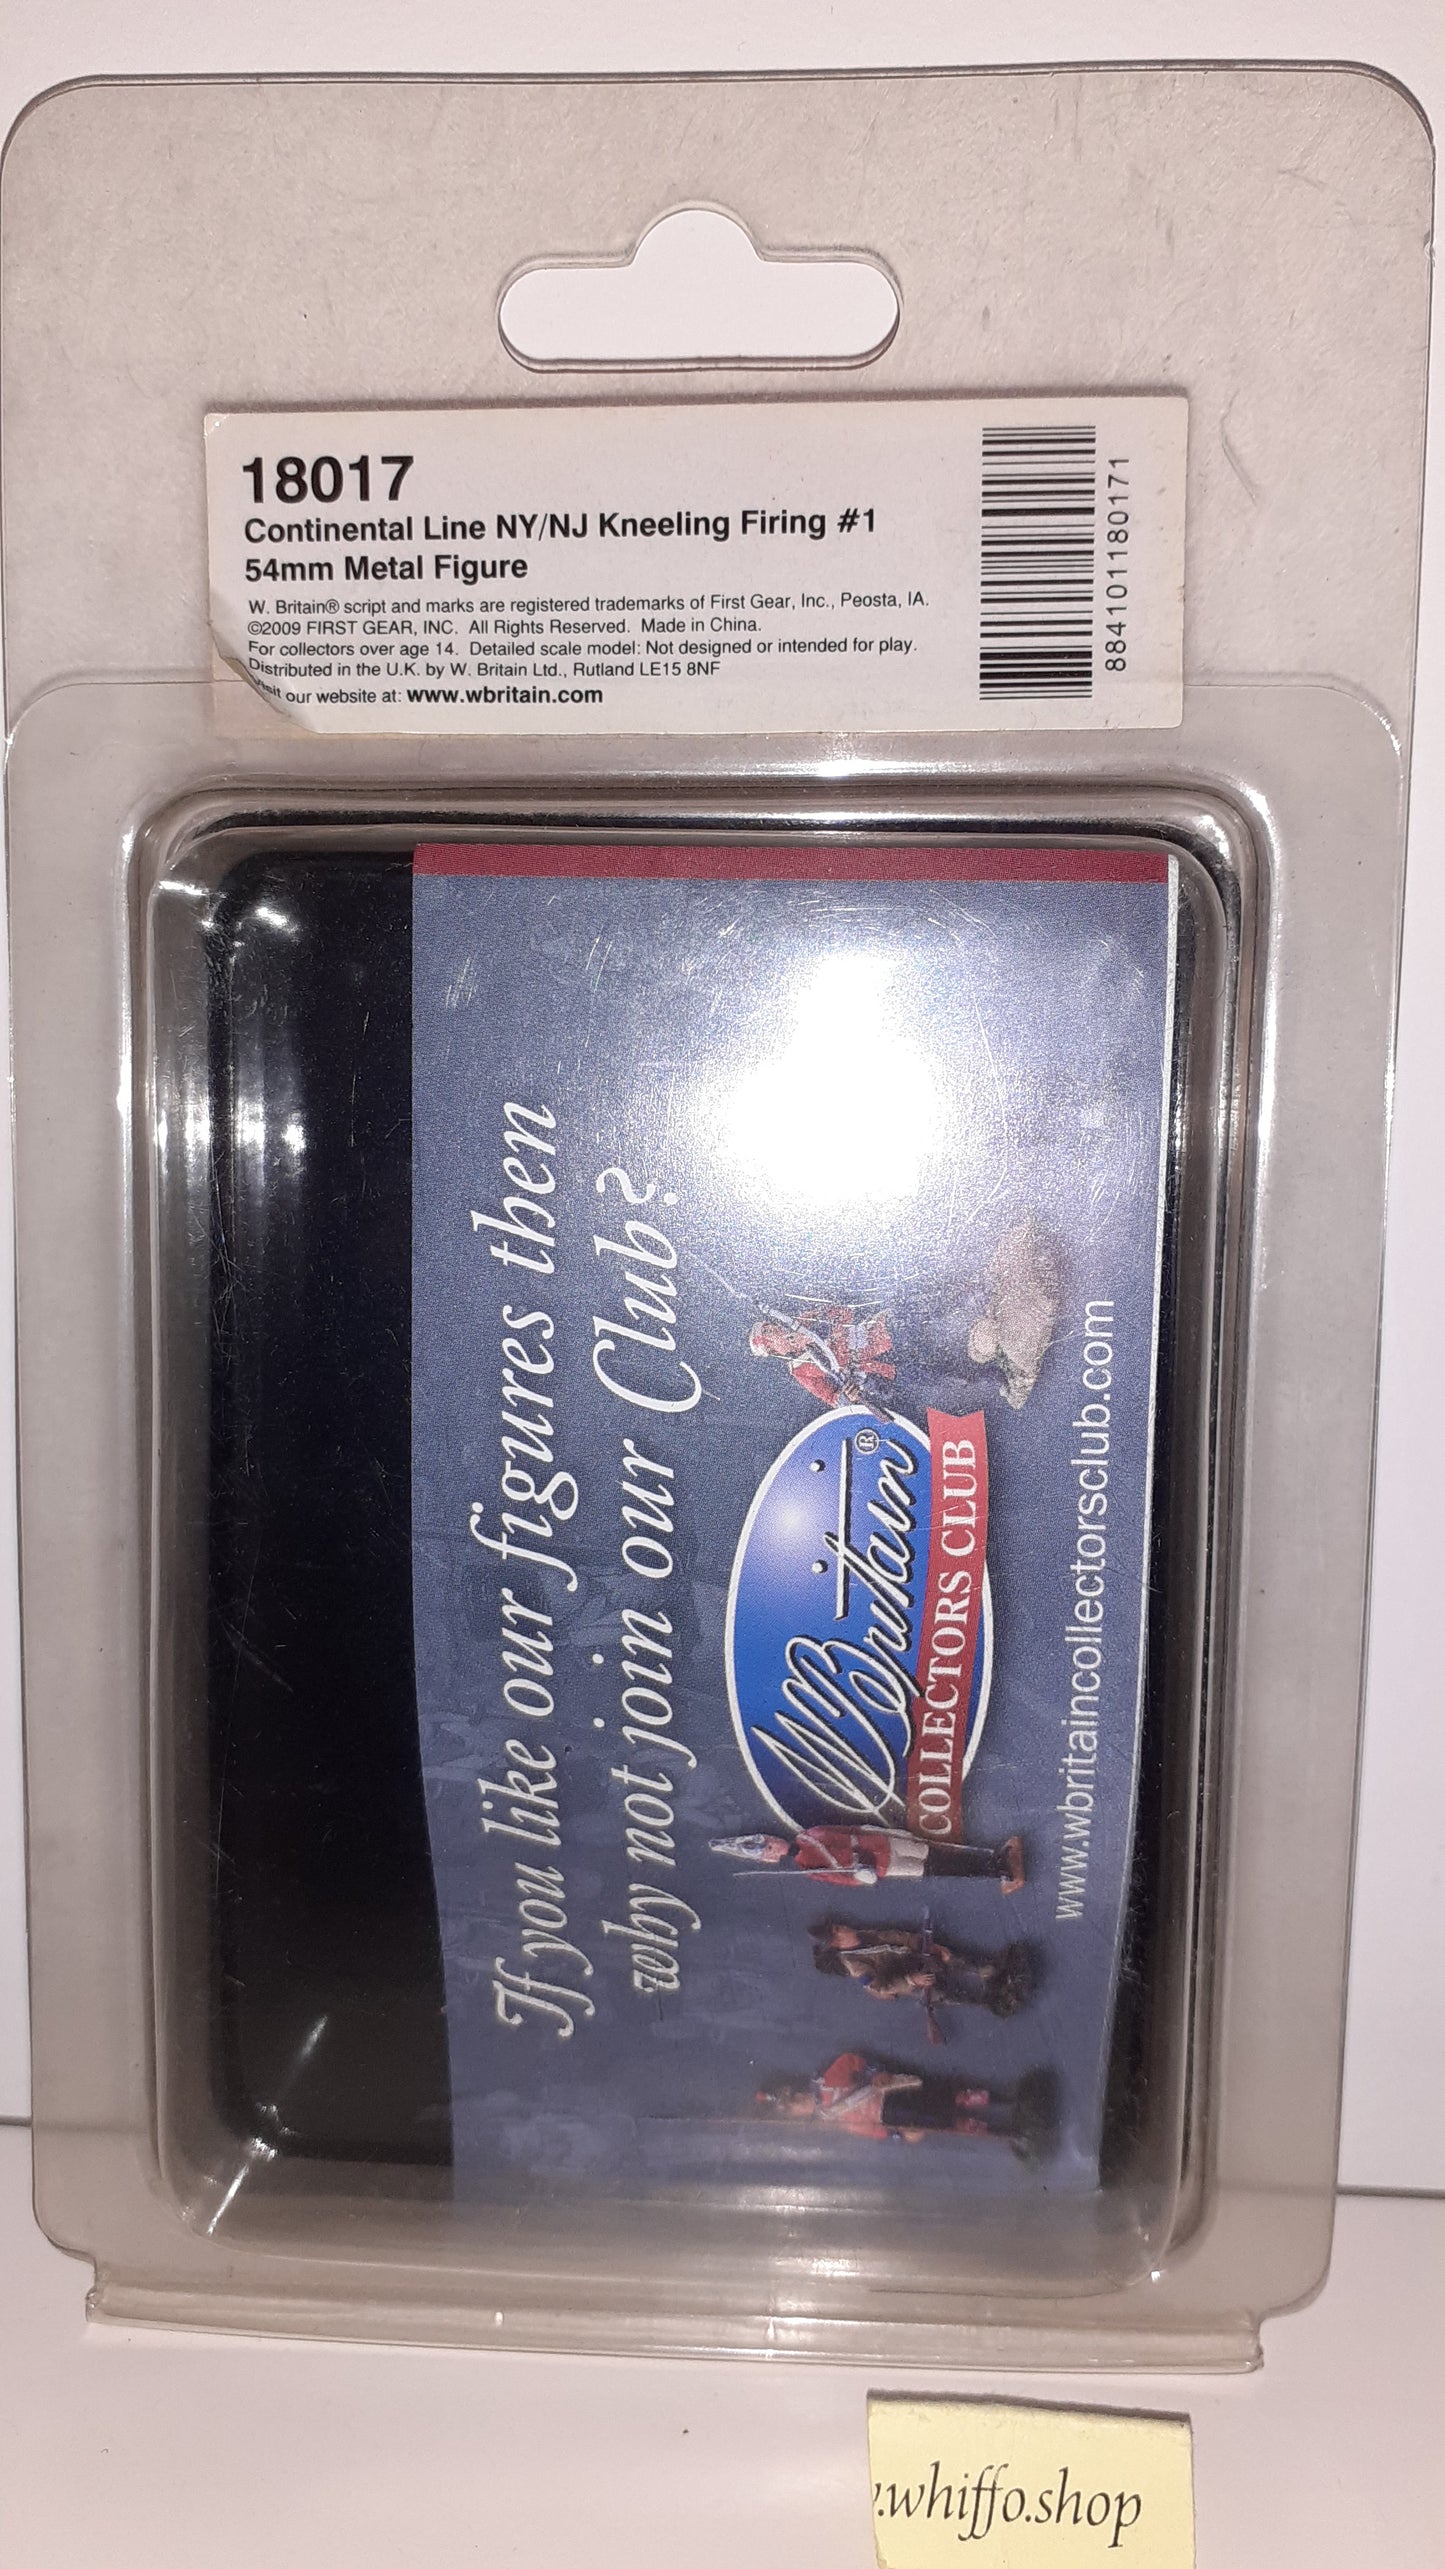 18017
Continental Line NY/NJ Kneeling Firing #1
54mm Metal Figure
W. Britain® script and marks are registered trademarks of First Gear, Inc., Peosta, IA.
©2009 FIRST GEAR, INC. All Rights Reserved. Made in China.
For collectors over age 14. Detailed scale model: Not designed or intended for play.
Distributed in the U.K. by W. Britain Ltd., Rutland LE15 8NF
Visit our website at: www.wbritain.com
884101180171
If you like our figures then
why not join our Club?
W Britain®
COLLECTORS CLUB
www.wbritaincollectorsclub.com
.whiffo.shop